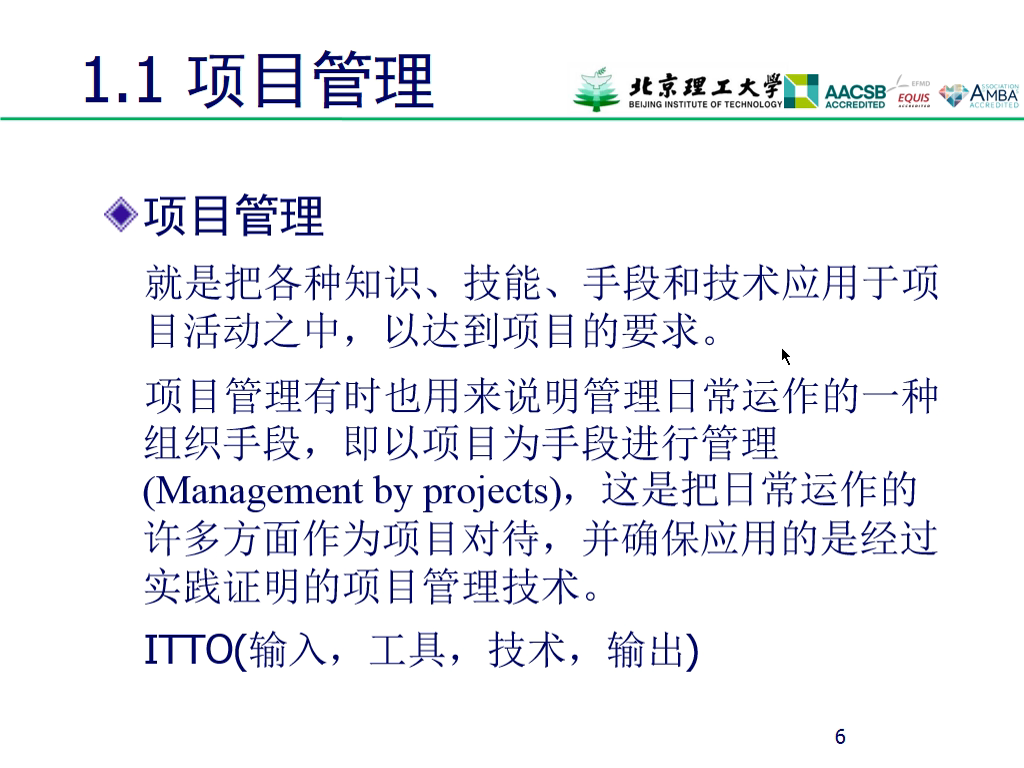 1.1 项目管理
北京理工大学
BEIJING INSTITUTE OF TECHNOLOGY
AACSB
ACCREDITED
EFMD
EQUIS
ACCREDITED
ASSOCIATION
AMBA
ACCREDITED
项目管理
就是把各种知识、技能、手段和技术应用于项
目活动之中，以达到项目的要求。
项目管理有时也用来说明管理日常运作的一种
组织手段，即以项目为手段进行管理
(Management by projects)，这是把日常运作的
许多方面作为项目对待，并确保应用的是经过
实践证明的项目管理技术。
ITTO(输入，工具，技术，输出)
6